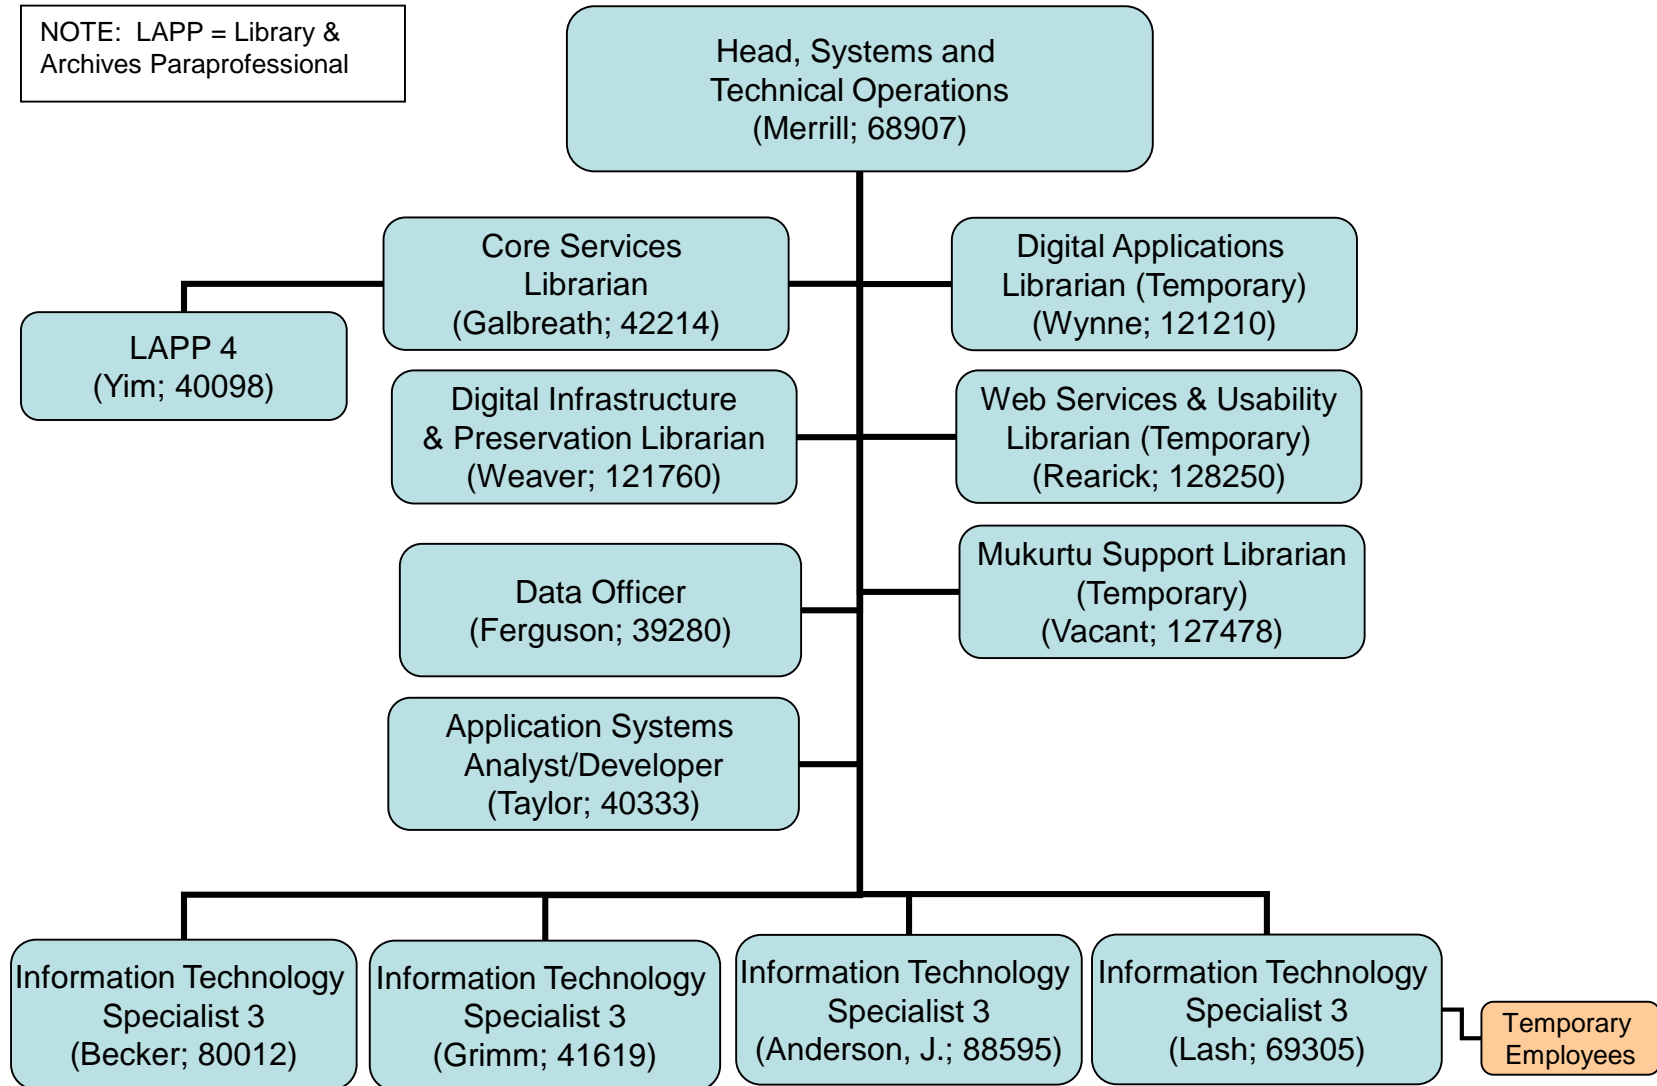 NOTE:  LAPP = Library &
Archives Paraprofessional
Head, Systems and
Technical Operations
(Merrill; 68907)
Core Services
Librarian
(Galbreath; 42214)
Digital Applications
Librarian (Temporary)
(Wynne; 121210)
LAPP 4
(Yim; 40098)
Digital Infrastructure
& Preservation Librarian
(Weaver; 121760)
Web Services & Usability
Librarian (Temporary)
(Rearick; 128250)
Data Officer
(Ferguson; 39280)
Mukurtu Support Librarian
(Temporary)
(Vacant; 127478)
Application Systems
Analyst/Developer
(Taylor; 40333)
Information Technology
Specialist 3
(Becker; 80012)
Information Technology
Specialist 3
(Grimm; 41619)
Information Technology
Specialist 3
(Anderson, J.; 88595)
Information Technology
Specialist 3
(Lash; 69305)
Temporary
Employees